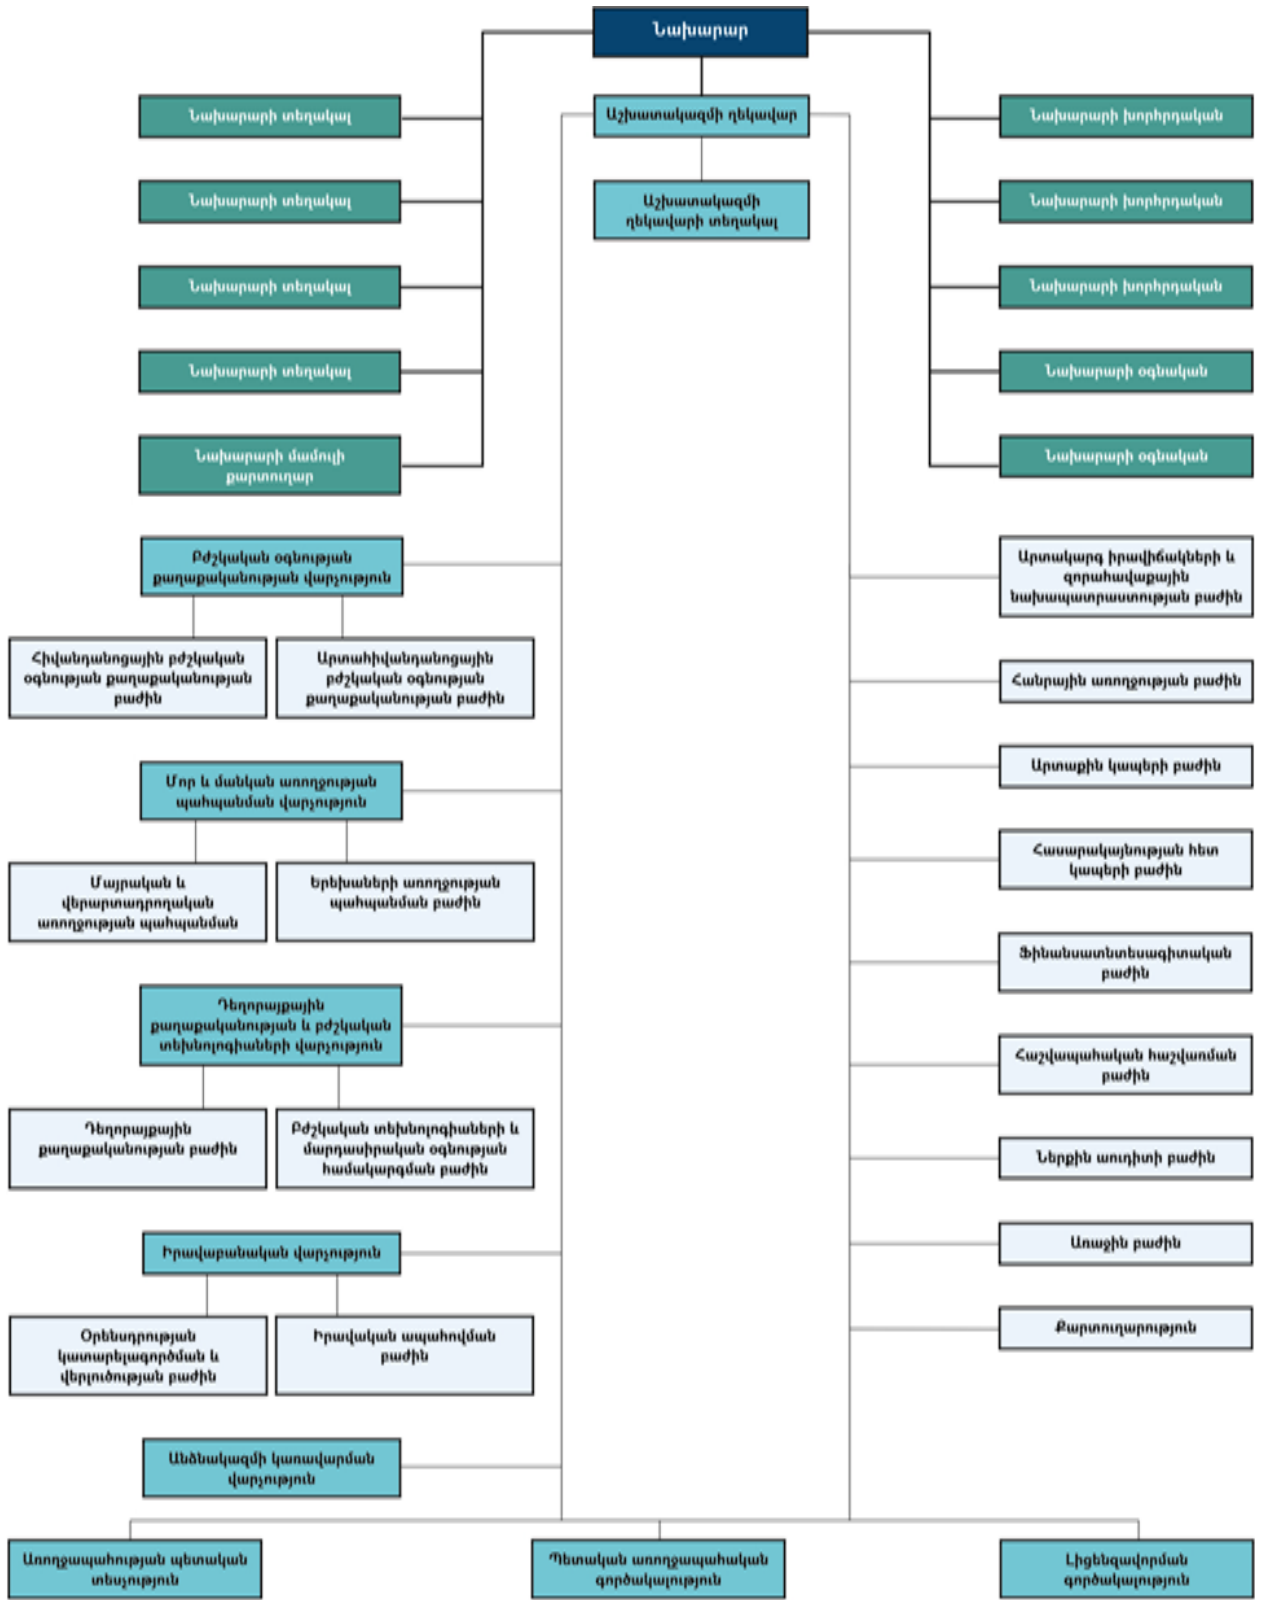 Նախարար
Նախարարի տեղակալ
Նախարարի տեղակալ
Նախարարի տեղակալ
Նախարարի տեղակալ
Նախարարի մամուլի
քարտուղար
Աշխատակազմի ղեկավար
Աշխատակազմի
ղեկավարի տեղակալ
Նախարարի խորհրդական
Նախարարի խորհրդական
Նախարարի խորհրդական
Նախարարի օգնական
Նախարարի օգնական
Բժշկական օգնության
քաղաքականության վարչություն
Հիվանդանոցային բժշկական
օգնության քաղաքականության
բաժին
Արտահիվանդանոցային
բժշկական օգնության
քաղաքականության բաժին
Մոր և մանկան առողջության
պահպանման վարչություն
Մայրական և
վերարտադրողական
առողջության պահպանման
Երեխաների առողջության
պահպանման բաժին
Դեղորայքային
քաղաքականության և բժշկական
տեխնոլոգիաների վարչություն
Դեղորայքային
քաղաքականության բաժին
Բժշկական տեխնոլոգիաների և
մարդասիրական օգնության
համակարգման բաժին
Իրավաբանական վարչություն
Օրենսդրության
կատարելագործման և
վերլուծության բաժին
Իրավական ապահովման
բաժին
Անձնակազմի կառավարման
վարչություն
Արտակարգ իրավիճակների և
զորահավաքային
նախապատրաստության բաժին
Հանրային առողջության բաժին
Արտաքին կապերի բաժին
Հասարակայնության հետ
կապերի բաժին
Ֆինանսատնտեսագիտական
բաժին
Հաշվապահական հաշվառման
բաժին
Ներքին աուդիտի բաժին
Առաջին բաժին
Քարտուղարություն
Առողջապահության պետական
տեսչություն
Պետական առողջապահական
գործակալություն
Լիցենզավորման
գործակալություն